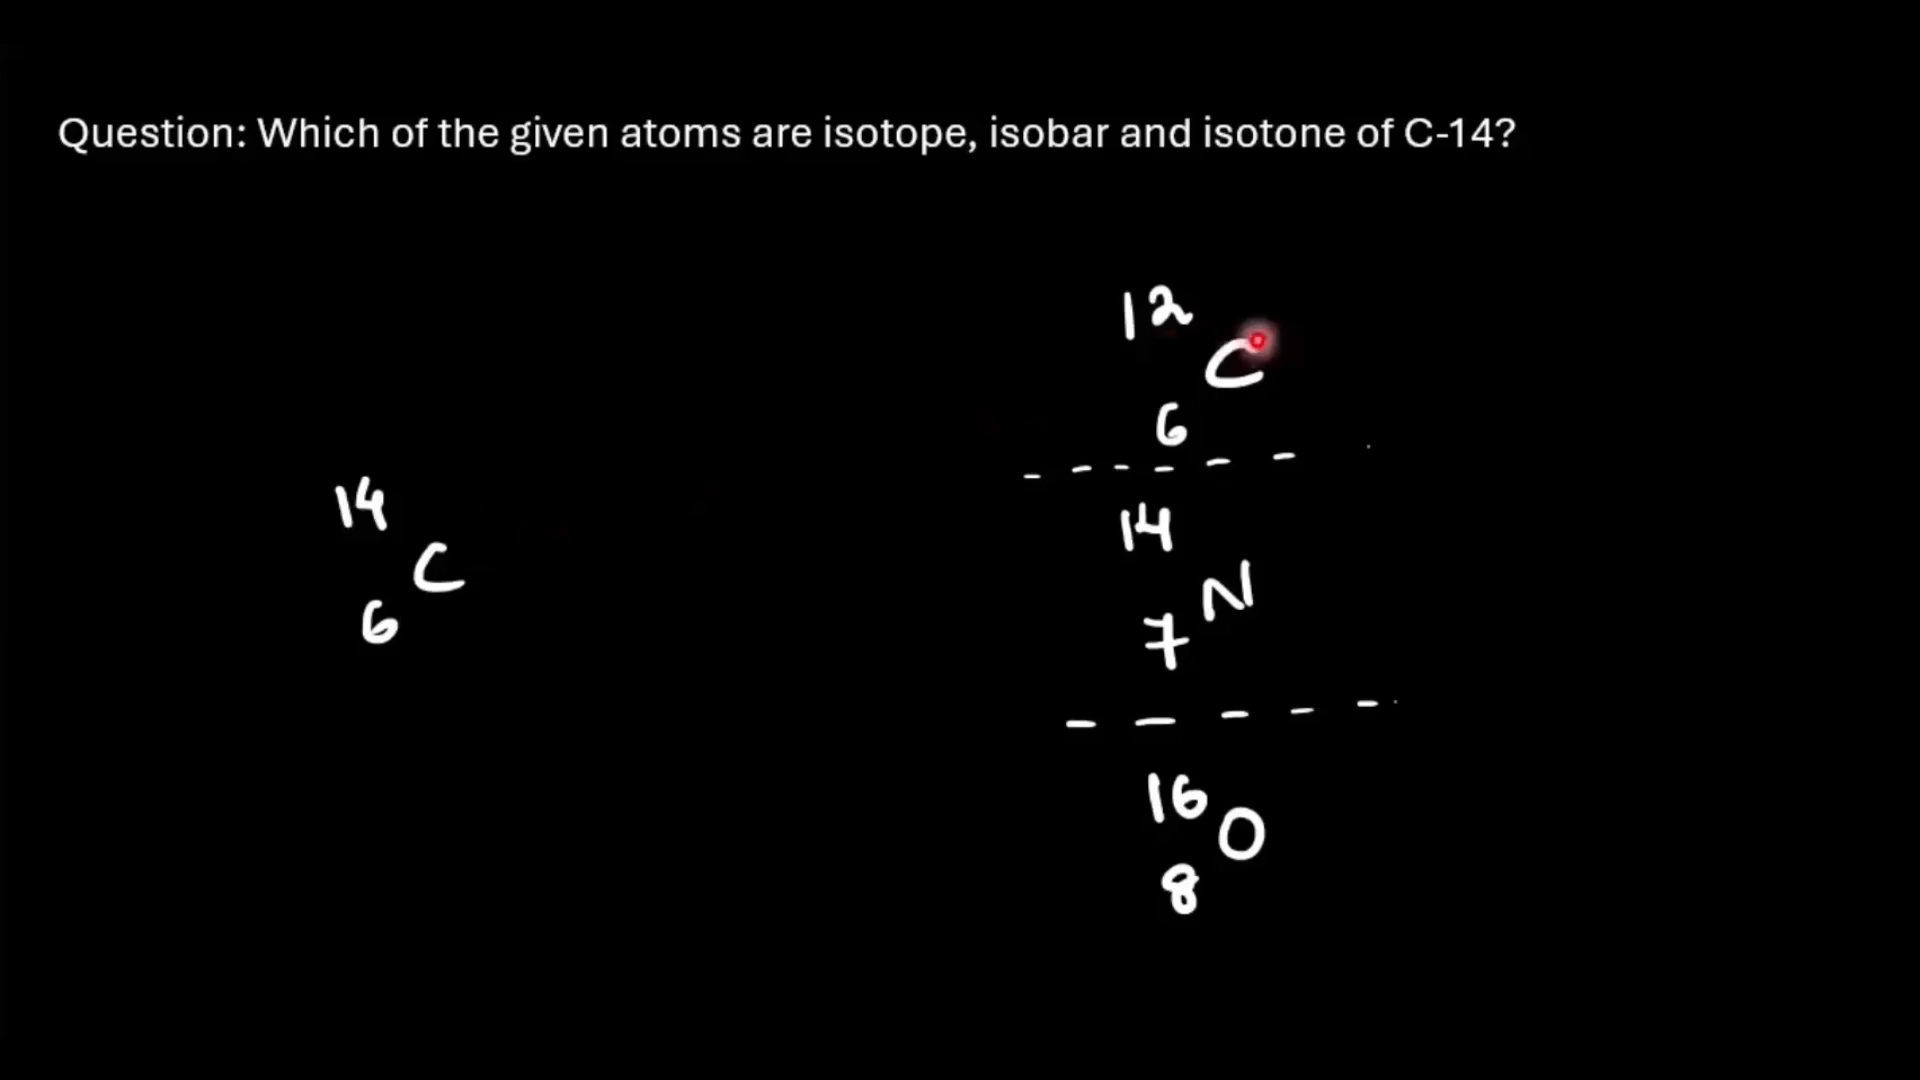 Question: Which of the given atoms are isotope, isobar and isotone of C-14?
14
C
6
12
C
6
14
N
7
16
O
8